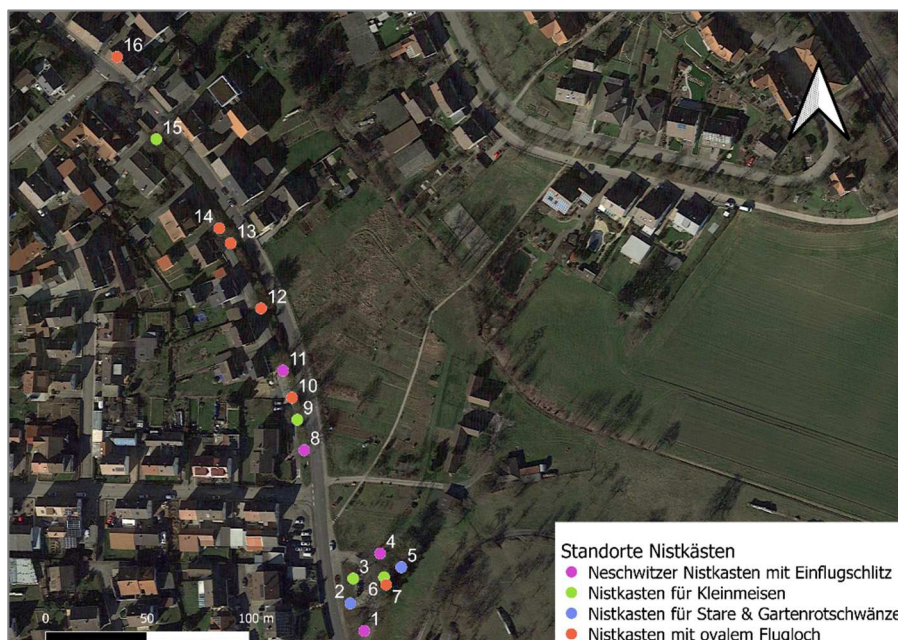 16
15
14
13
12
11
10
9
8
4
5
3
6
7
2
1
0 50 100 m
Standorte Nistkästen
Neschwitzer Nistkasten mit Einflugschlitz
Nistkasten für Kleinmeisen
Nistkasten für Stare & Gartenrotschwänze
Nistkasten mit ovalem Flugloch